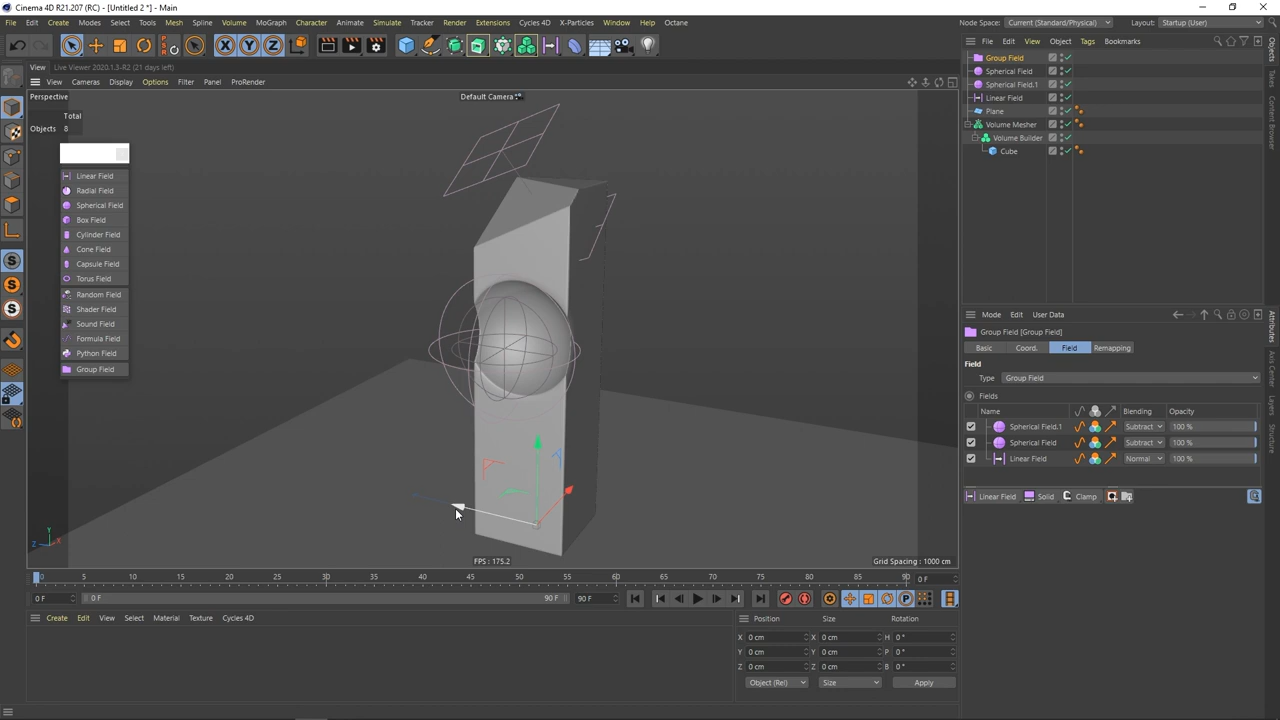 Cinema 4D R21.207 (RC) - [Untitled 2 *] - Main
File Edit Create Modes Select Tools Mesh Spline Volume MoGraph Character Animate Simulate Tracker Render Extensions Cycles 4D X-Particles Window Help Octane
Node Space: Current (Standard/Physical) Layout: Startup (User)
File Edit View Object Tags Bookmarks
Group Field
Spherical Field
Spherical Field.1
Linear Field
Plane
Volume Mesher
Volume Builder
Cube
View Live Viewer 2020.1.3-R2 (21 days left)
View Cameras Display Options Filter Panel ProRender
Perspective
Default Camera
Total
Objects 8
Linear Field
Radial Field
Spherical Field
Box Field
Cylinder Field
Cone Field
Capsule Field
Torus Field
Random Field
Shader Field
Sound Field
Formula Field
Python Field
Group Field
Y
Z X
FPS : 175.2
Grid Spacing : 1000 cm
Mode Edit User Data
Group Field [Group Field]
Basic Coord. Field Remapping
Field
Type Group Field
Fields
Name Blending Opacity
Spherical Field.1 Subtract 100 %
Spherical Field Subtract 100 %
Linear Field Normal 100 %
Linear Field Solid Clamp
Objects
Takes
Content Browser
Attributes
Axis Center
Layers
Structure
0 5 10 15 20 25 30 35 40 45 50 55 60 65 70 75 80 85 90 0 F
0 F 0 F 90 F 90 F
Create Edit View Select Material Texture Cycles 4D
Position Size Rotation
X 0 cm X 0 cm H 0 °
Y 0 cm Y 0 cm P 0 °
Z 0 cm Z 0 cm B 0 °
Object (Rel) Size Apply